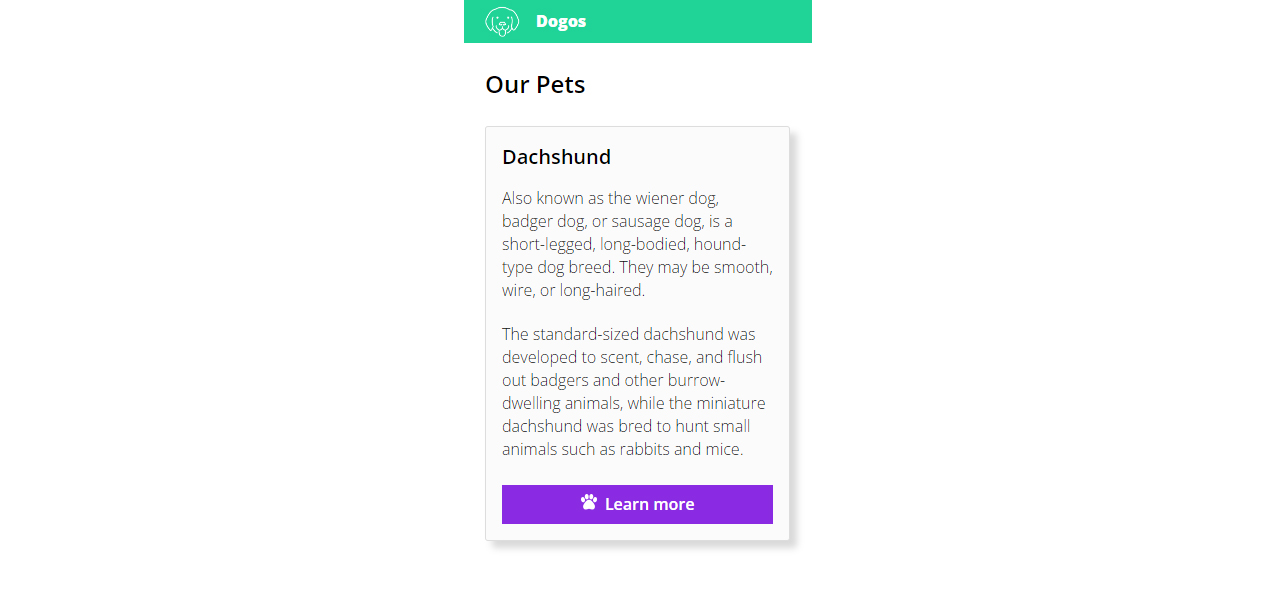 Dogos
Our Pets
Dachshund
Also known as the wiener dog,
badger dog, or sausage dog, is a
short-legged, long-bodied, hound-
type dog breed. They may be smooth,
wire, or long-haired.
The standard-sized dachshund was
developed to scent, chase, and flush
out badgers and other burrow-
dwelling animals, while the miniature
dachshund was bred to hunt small
animals such as rabbits and mice.
Learn more